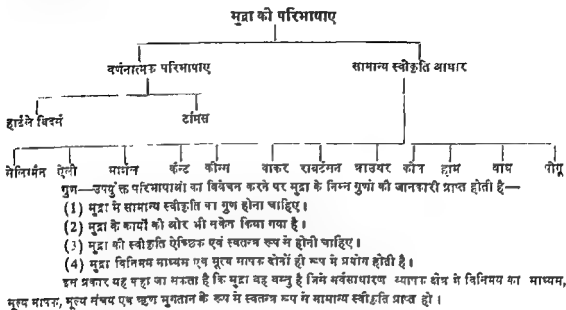 मुद्रा की परिभाषाए
वर्णनात्मक परिभाषाए सामान्य स्वीकृति आधार
हार्टले विदर्स टॉमस
सेलिगमैन ऐली मार्शल कैन्ट कीन्स वाकर राबर्टसन क्राउथर कौल हाम वाघ पीगू
गुण—उपर्युक्त परिभाषाओं का विवेचन करने पर मुद्रा के निम्न गुणों की जानकारी प्राप्त होती है—
(1) मुद्रा मे सामान्य स्वीकृति का गुण होना चाहिए।
(2) मुद्रा के कार्यों की ओर भी संकेत किया गया है।
(3) मुद्रा की स्वीकृति ऐच्छिक एवं स्वतन्त्र रूप मे होनी चाहिए।
(4) मुद्रा विनिमय माध्यम एव मूल्य मापक दोनों ही रूप मे प्रयोग होती है।
इस प्रकार यह कहा जा सकता है कि मुद्रा वह वस्तु है जिसे सर्वसाधारण व्यापक क्षेत्र मे विनिमय का माध्यम,
मूल्य मापक, मूल्य संचय एव ऋण भुगतान के रूप मे स्वतन्त्र रूप मे सामान्य स्वीकृति प्राप्त हो।